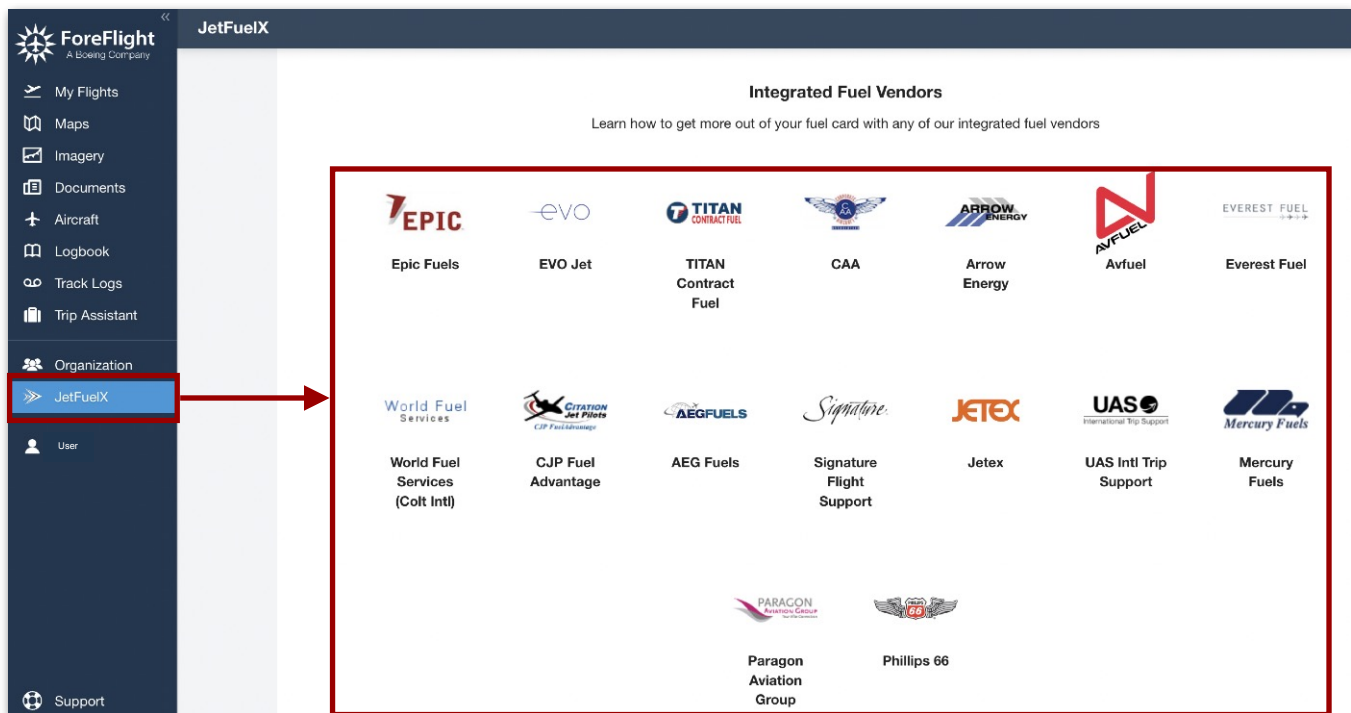 «
ForeFlight
A Boeing Company
My Flights
Maps
Imagery
Documents
Aircraft
Logbook
Track Logs
Trip Assistant
Organization
JetFuelX
User
Support
JetFuelX
Integrated Fuel Vendors
Learn how to get more out of your fuel card with any of our integrated fuel vendors
EPIC
Epic Fuels
evo
EVO Jet
TITAN
CONTRACT FUEL
TITAN
Contract
Fuel
CAA
CAA
ARROW
ENERGY
Arrow
Energy
AVFUEL
Avfuel
EVEREST FUEL
Everest Fuel
World Fuel
Services
World Fuel
Services
(Colt Intl)
CITATION
Jet Pilots
CJP FuelAdvantage
CJP Fuel
Advantage
AEGFUELS
AEG Fuels
Signature
Signature
Flight
Support
JETEX
Jetex
UAS
International Trip Support
UAS Intl Trip
Support
Mercury Fuels
Mercury
Fuels
PARAGON
AVIATION GROUP
Paragon
Aviation
Group
PHILLIPS
66
Phillips 66